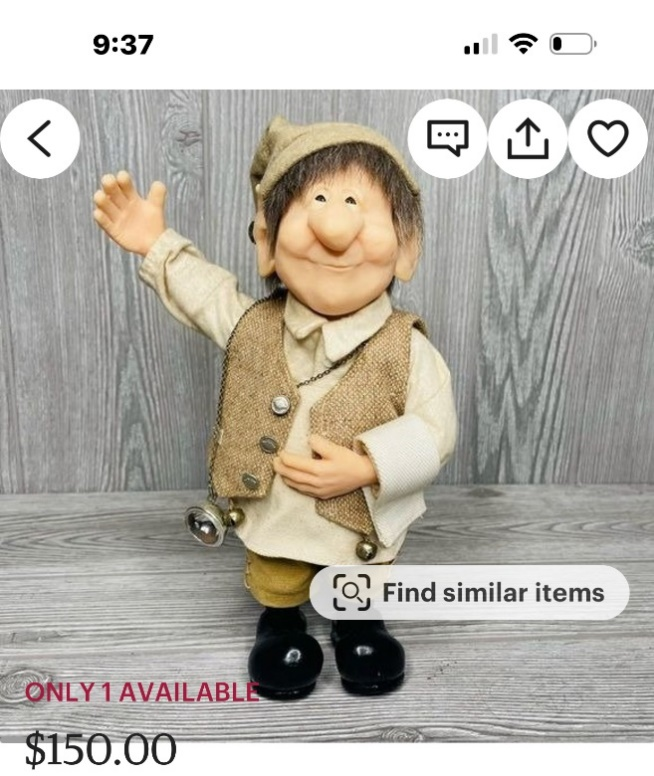 9:37
Find similar items
ONLY 1 AVAILABLE
$150.00